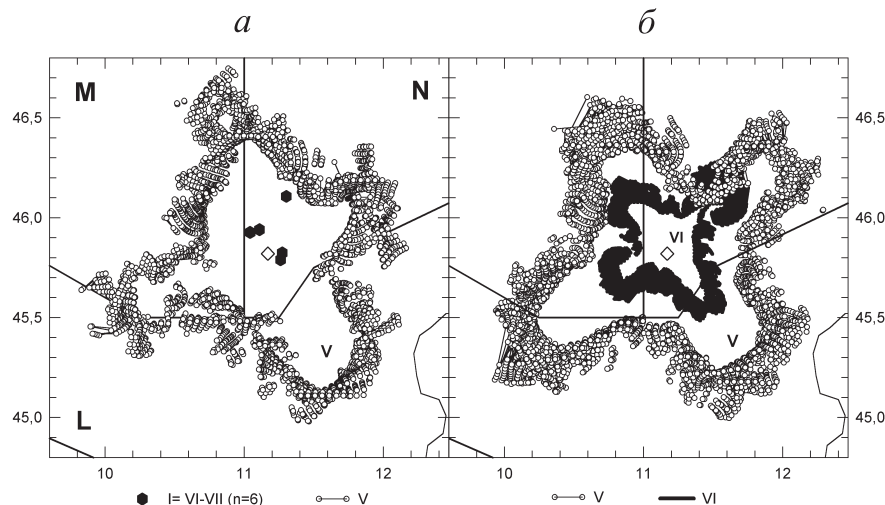 а б
M N
46,5 46,5
46,0 46,0
VI
45,5 45,5
V V
45,0 45,0
L
10 11 12 10 11 12
I= VI-VII (n=6) V V VI